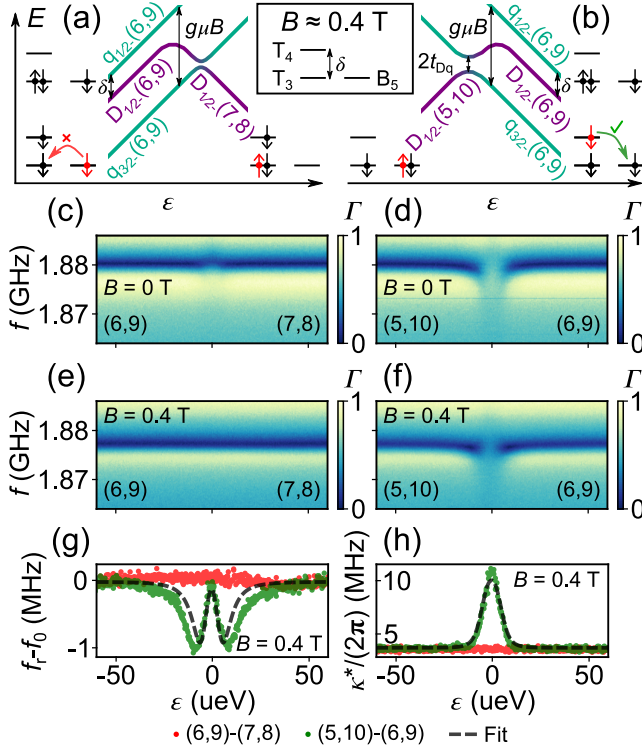 E (a) gμB B ≈ 0.4 T (b)
q1/2-(6,9) D1/2-(6,9) q3/2-(6,9) D1/2-(7,8) δ ×
T4 T3 δ B5
2tDq gμB q1/2-(6,9) D1/2-(6,9) δ D1/2-(5,10) q3/2-(6,9) ✓
ε ε
(c) Γ (d) Γ
f (GHz) 1.88 1.87 B = 0 T (6,9) (7,8) 1 0
B = 0 T (5,10) (6,9) 1 0
(e) Γ (f) Γ
f (GHz) 1.88 1.87 B = 0.4 T (6,9) (7,8) 1 0
B = 0.4 T (5,10) (6,9) 1 0
(g) (h)
fr-f0 (MHz) 0 -1 B = 0.4 T
κ*/(2π) (MHz) 10 5 B = 0.4 T
-50 0 50 -50 0 50
ε (ueV) ε (ueV)
(6,9)-(7,8) (5,10)-(6,9) Fit